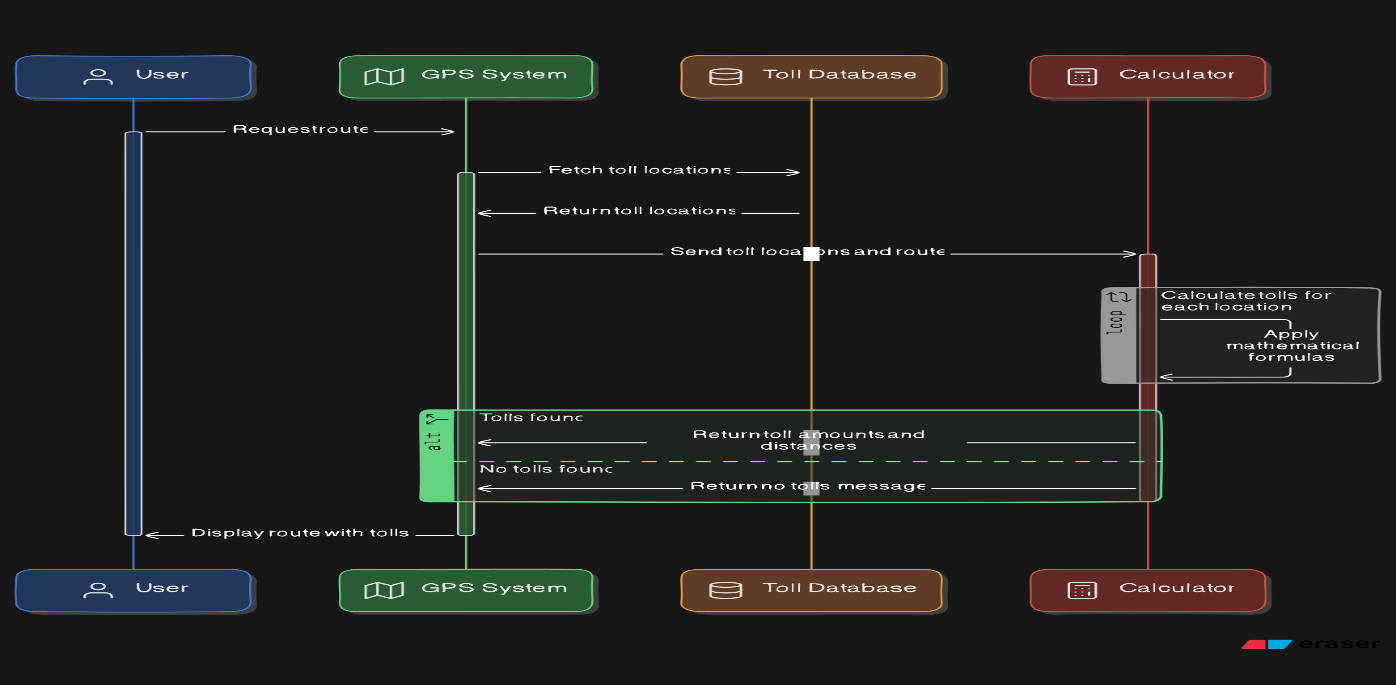 User
GPS System
Toll Database
Calculator
Request route
Fetch toll locations
Return toll locations
Send toll locations and route
loop
Calculate tolls for
each location
Apply
mathematical
formulas
alt
Tolls found
Return toll amounts and
distances
No tolls found
Return no tolls message
Display route with tolls
User
GPS System
Toll Database
Calculator
eraser